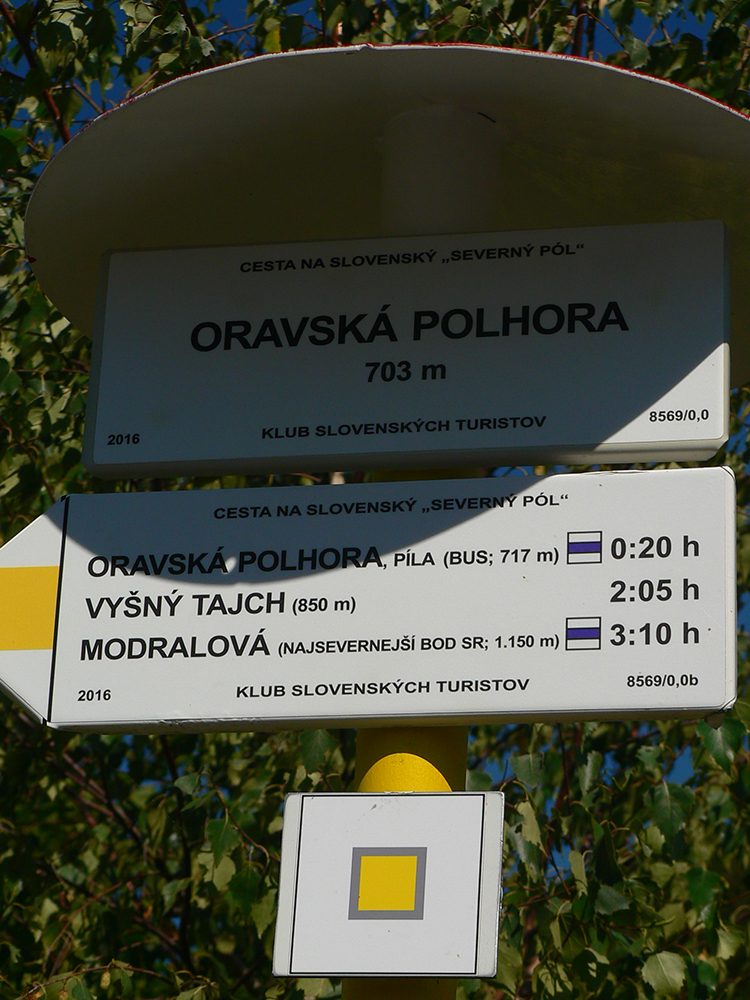 CESTA NA SLOVENSKÝ „SEVERNÝ PÓL“
ORAVSKÁ POLHORA
703 m
2016 KLUB SLOVENSKÝCH TURISTOV 8569/0,0
CESTA NA SLOVENSKÝ „SEVERNÝ PÓL“
ORAVSKÁ POLHORA, PÍLA (BUS; 717 m) 0:20 h
VYŠNÝ TAJCH (850 m) 2:05 h
MODRALOVÁ (NAJSEVERNEJŠÍ BOD SR; 1.150 m) 3:10 h
2016 KLUB SLOVENSKÝCH TURISTOV 8569/0,0b